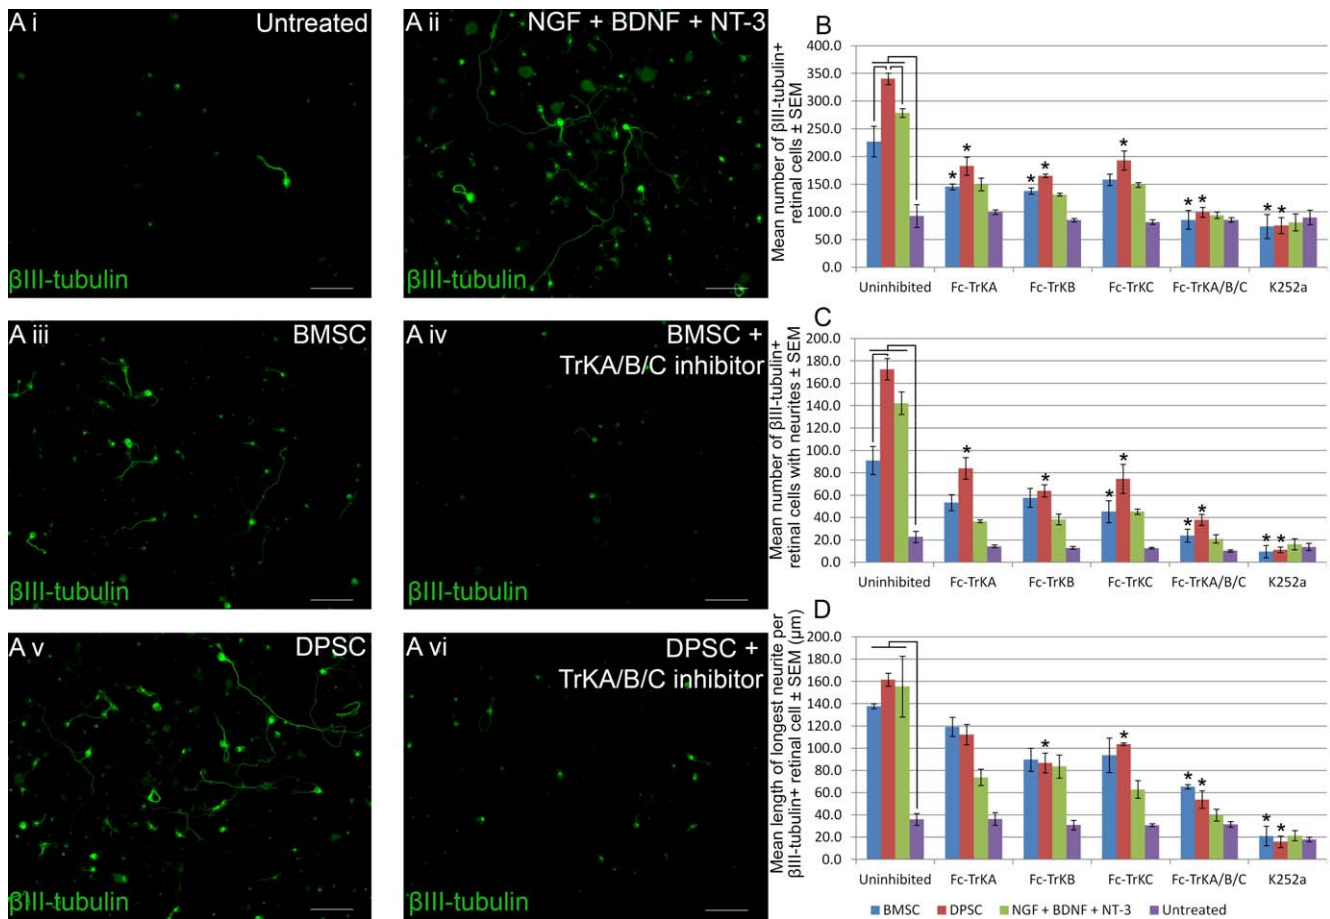 A i
Untreated
βIII-tubulin
A ii
NGF + BDNF + NT-3
βIII-tubulin
A iii
BMSC
βIII-tubulin
A iv
BMSC +
TrKA/B/C inhibitor
βIII-tubulin
A v
DPSC
βIII-tubulin
A vi
DPSC +
TrKA/B/C inhibitor
βIII-tubulin
B
Mean number of βIII-tubulin+
retinal cells ± SEM
400.0
350.0
300.0
250.0
200.0
150.0
100.0
50.0
0.0
* * * * * * * * *
Uninhibited Fc-TrKA Fc-TrKB Fc-TrKC Fc-TrKA/B/C K252a
C
Mean number of βIII-tubulin+
retinal cells with neurites ± SEM
200.0
180.0
160.0
140.0
120.0
100.0
80.0
60.0
40.0
20.0
0.0
* * * * * * * *
Uninhibited Fc-TrKA Fc-TrKB Fc-TrKC Fc-TrKA/B/C K252a
D
Mean length of longest neurite per
βIII-tubulin+ retinal cell ± SEM (µm)
200.0
180.0
160.0
140.0
120.0
100.0
80.0
60.0
40.0
20.0
0.0
* * * * * *
Uninhibited Fc-TrKA Fc-TrKB Fc-TrKC Fc-TrKA/B/C K252a
BMSC DPSC NGF + BDNF + NT-3 Untreated